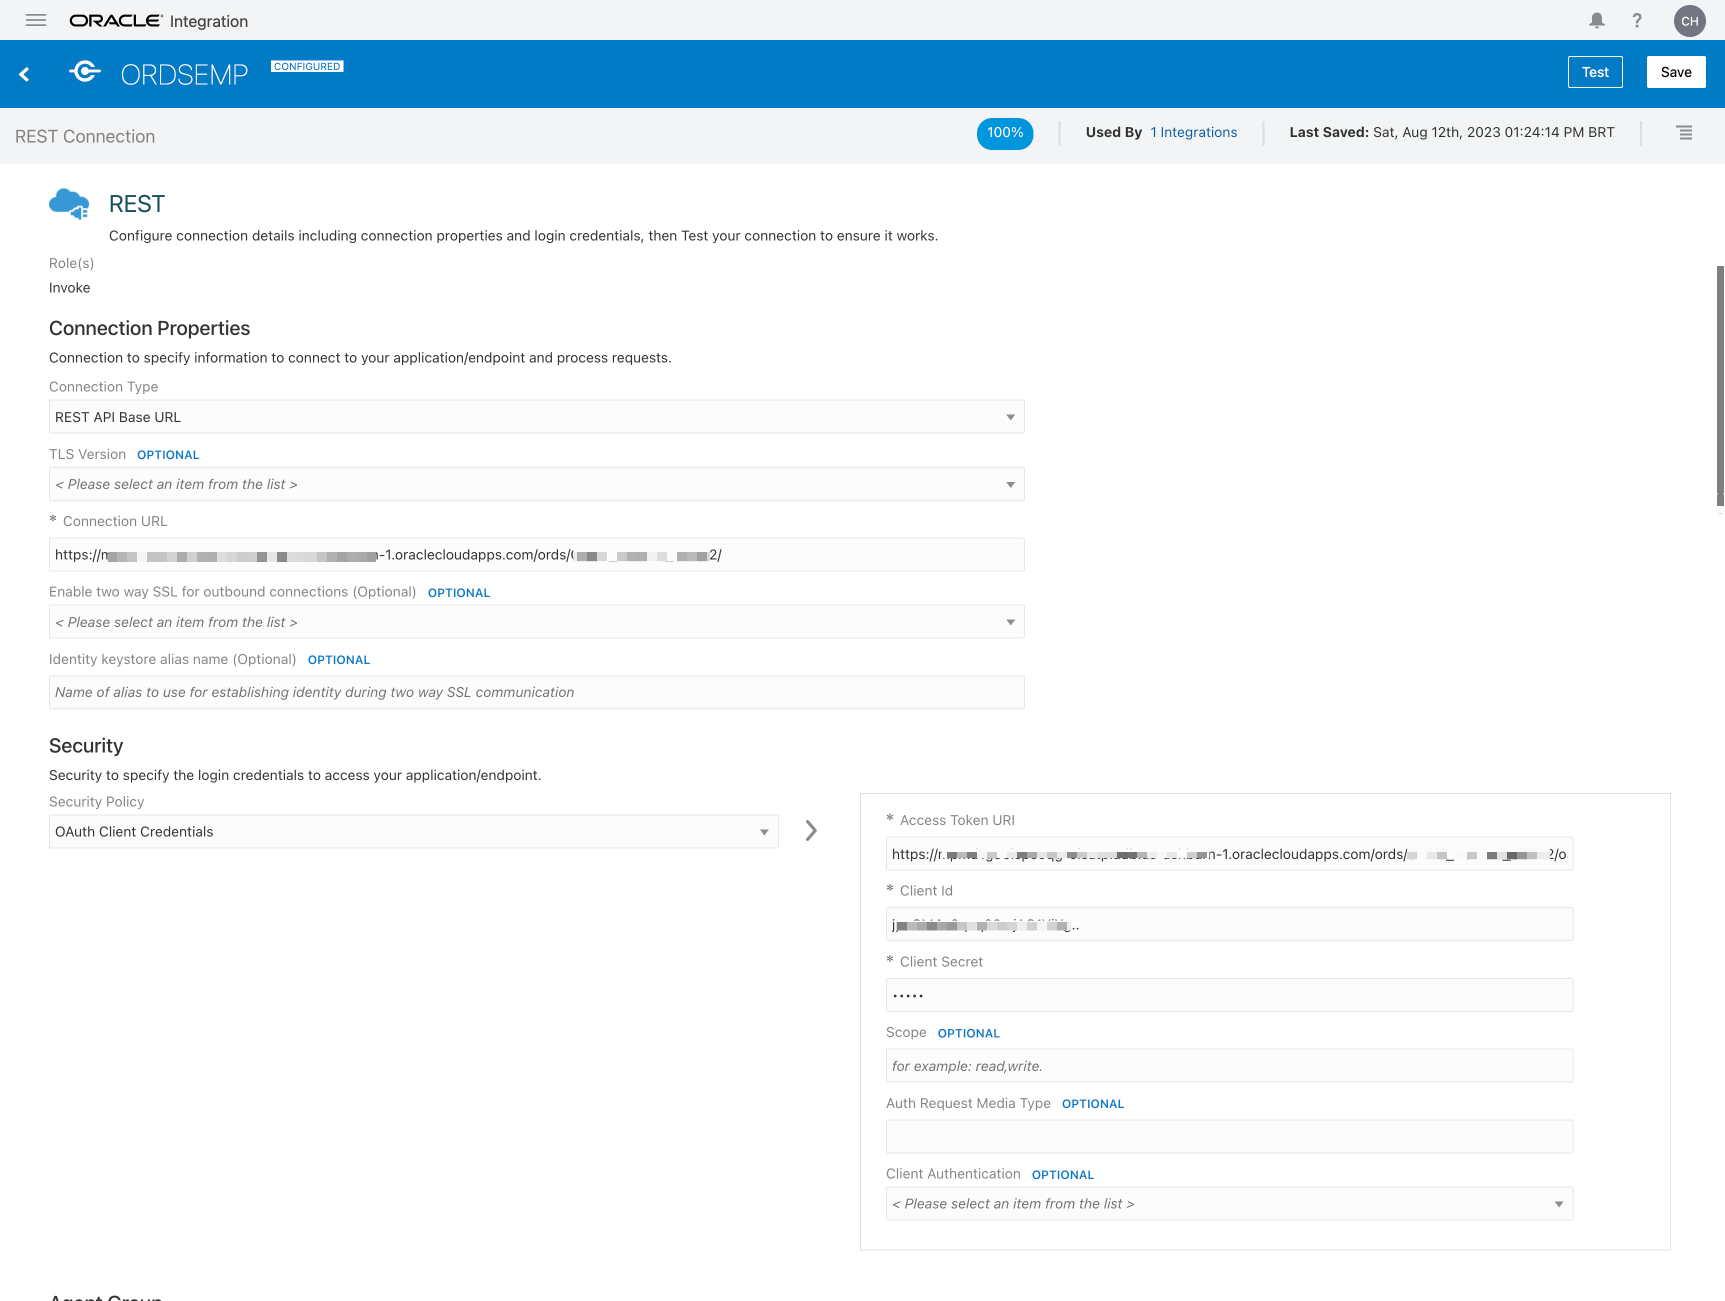 ORACLE Integration
?
CH
ORDSEMP
CONFIGURED
Test
Save
REST Connection
100%
Used By 1 Integrations
Last Saved: Sat, Aug 12th, 2023 01:24:14 PM BRT
REST
Configure connection details including connection properties and login credentials, then Test your connection to ensure it works.
Role(s)
Invoke
Connection Properties
Connection to specify information to connect to your application/endpoint and process requests.
Connection Type
REST API Base URL
TLS Version OPTIONAL
< Please select an item from the list >
* Connection URL
https:// -1.oraclecloudapps.com/ords/ 2/
Enable two way SSL for outbound connections (Optional) OPTIONAL
< Please select an item from the list >
Identity keystore alias name (Optional) OPTIONAL
Name of alias to use for establishing identity during two way SSL communication
Security
Security to specify the login credentials to access your application/endpoint.
Security Policy
OAuth Client Credentials
* Access Token URI
https:// n-1.oraclecloudapps.com/ords/ 2/o
* Client Id
* Client Secret
•••••
Scope OPTIONAL
for example: read,write.
Auth Request Media Type OPTIONAL
Client Authentication OPTIONAL
< Please select an item from the list >
Agent Group